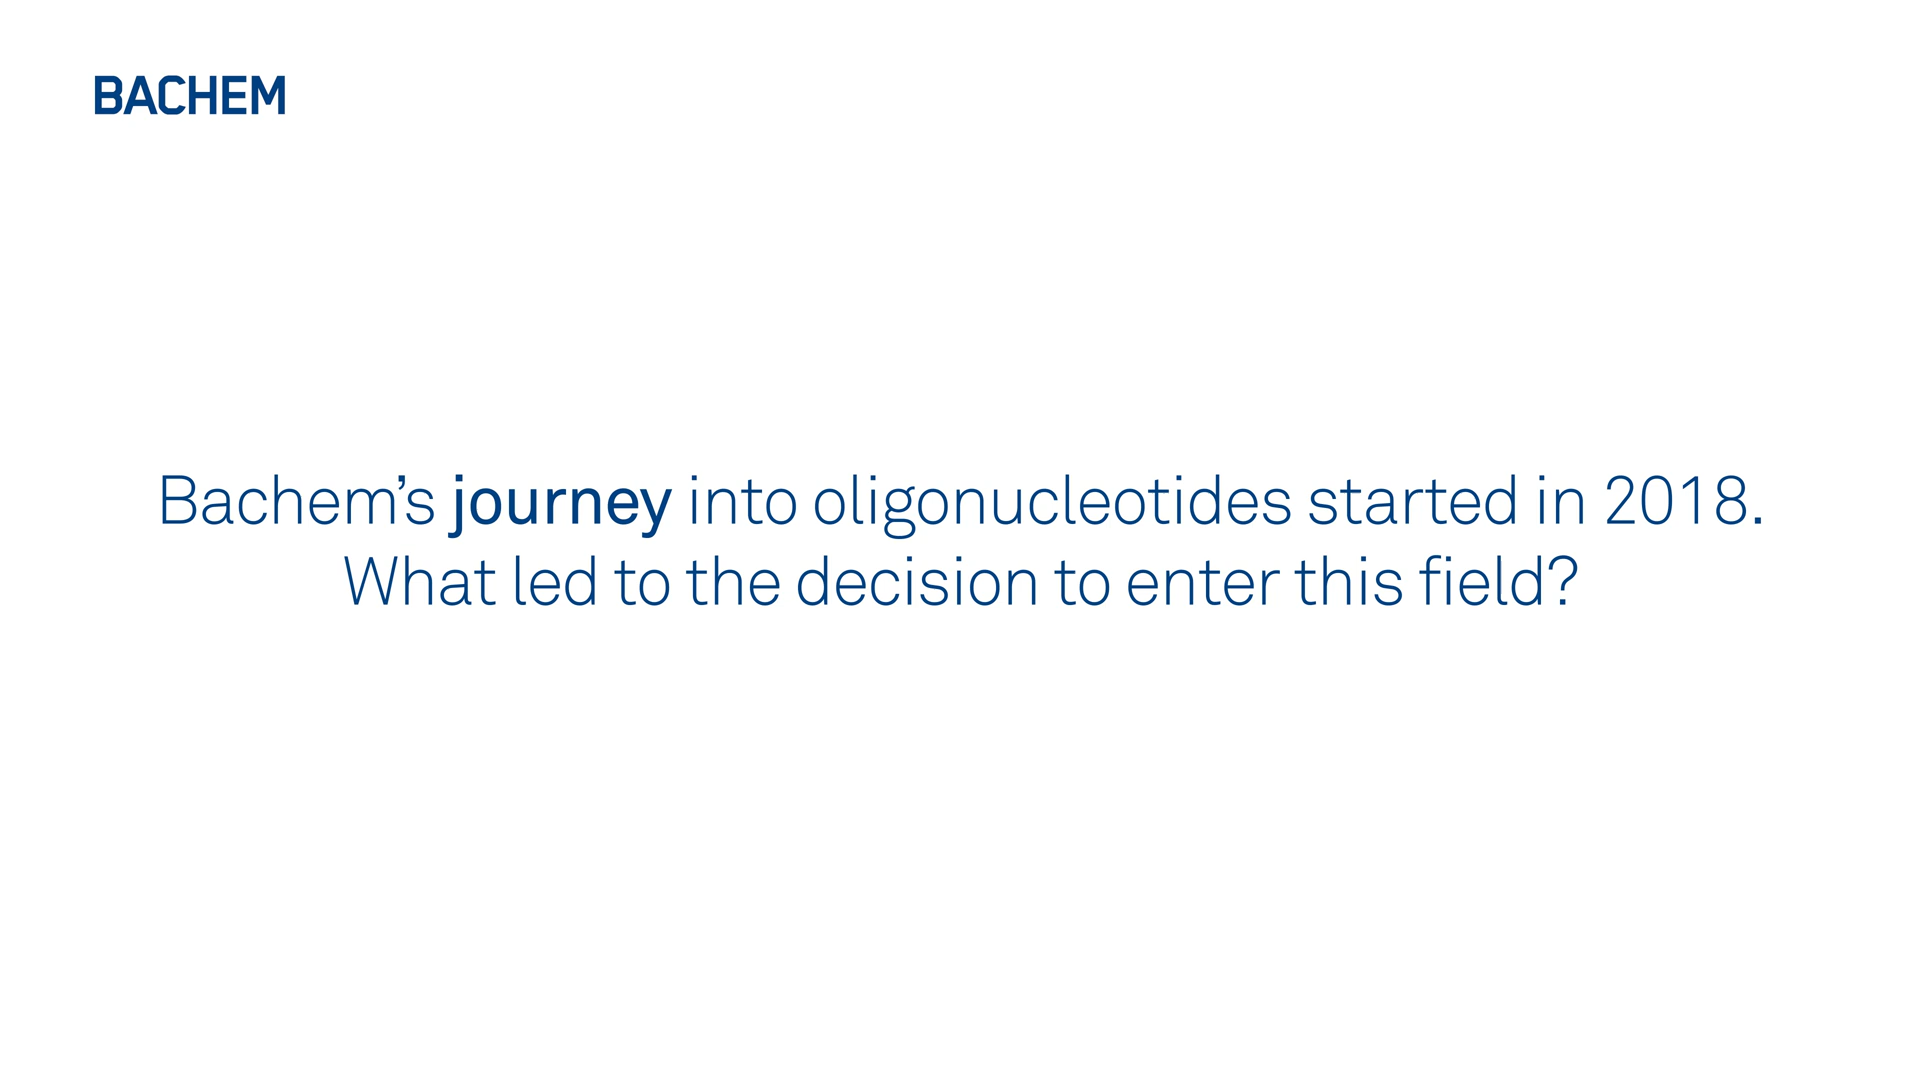 BACHEM
Bachem’s journey into oligonucleotides started in 2018.
What led to the decision to enter this field?